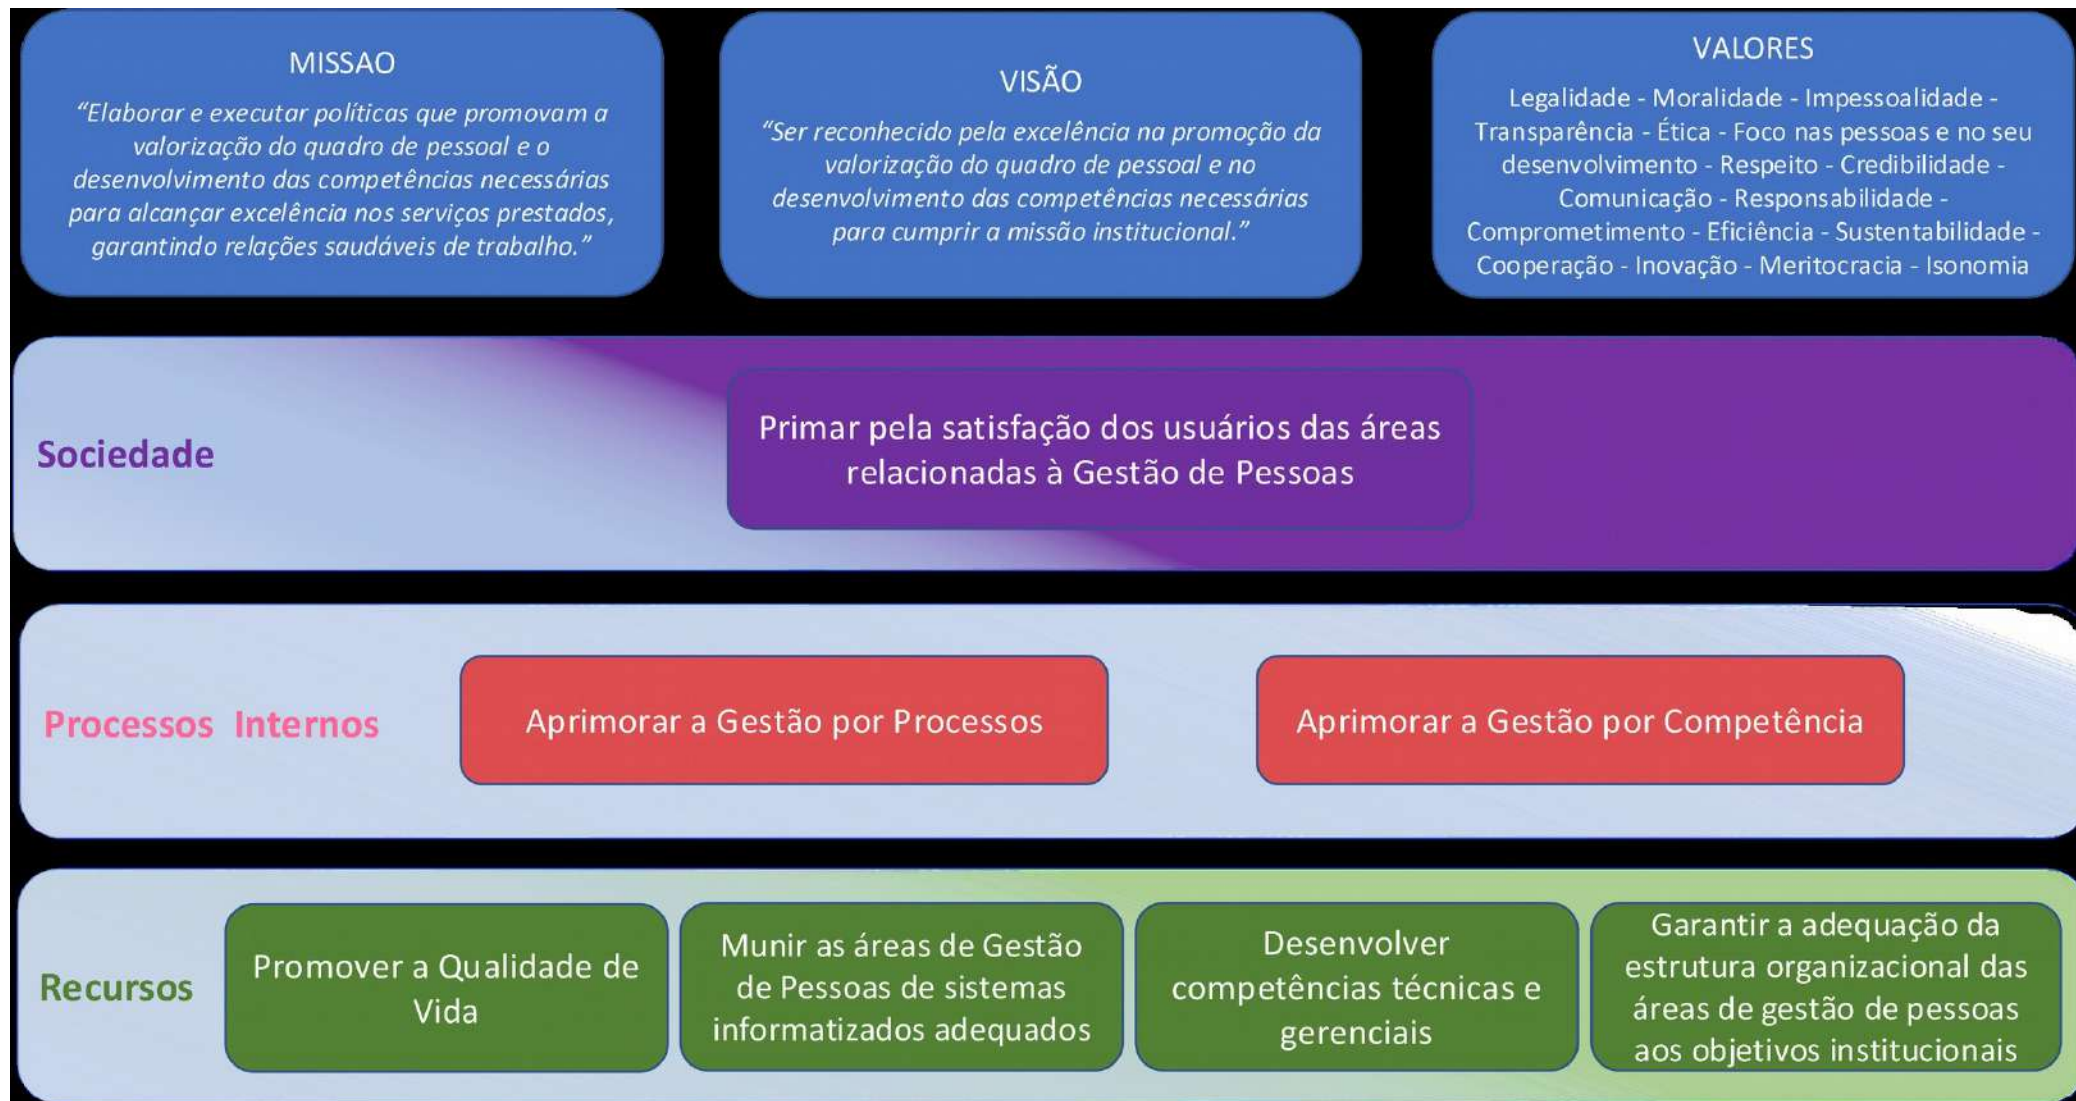 MISSAO
“Elaborar e executar políticas que promovam a
valorização do quadro de pessoal e o
desenvolvimento das competências necessárias
para alcançar excelência nos serviços prestados,
garantindo relações saudáveis de trabalho.”
VISÃO
“Ser reconhecido pela excelência na promoção da
valorização do quadro de pessoal e no
desenvolvimento das competências necessárias
para cumprir a missão institucional.”
VALORES
Legalidade - Moralidade - Impessoalidade -
Transparência - Ética - Foco nas pessoas e no seu
desenvolvimento - Respeito - Credibilidade -
Comunicação - Responsabilidade -
Comprometimento - Eficiência - Sustentabilidade -
Cooperação - Inovação - Meritocracia - Isonomia
Sociedade
Primar pela satisfação dos usuários das áreas
relacionadas à Gestão de Pessoas
Processos Internos
Aprimorar a Gestão por Processos
Aprimorar a Gestão por Competência
Recursos
Promover a Qualidade de
Vida
Munir as áreas de Gestão
de Pessoas de sistemas
informatizados adequados
Desenvolver
competências técnicas e
gerenciais
Garantir a adequação da
estrutura organizacional das
áreas de gestão de pessoas
aos objetivos institucionais